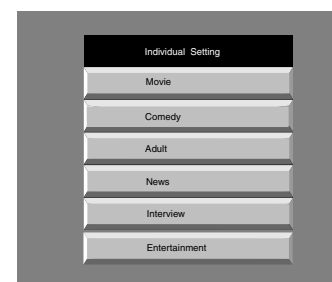 Individual Setting
Movie
Comedy
Adult
News
Interview
Entertainment